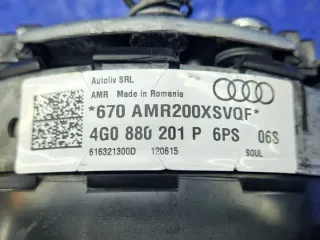 Autoliv SRL
AMR Made in Romania
*670 AMR200XSVQF*
4G0 880 201 P 6PS 06S
616321300D 120615 SOUL